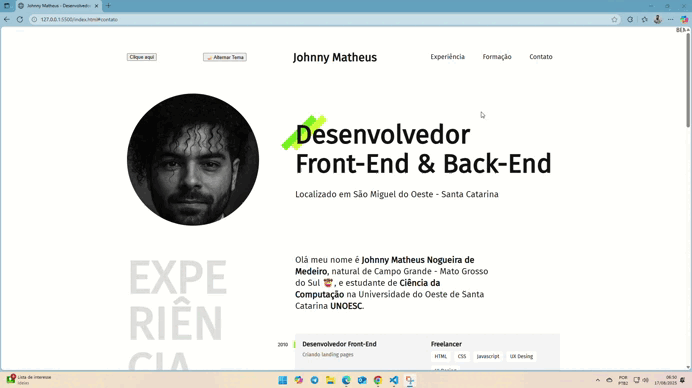 Johnny Matheus - Desenvolvedor
127.0.0.1:5500/index.html#contato
Clique aqui
Alternar Tema
Johnny Matheus
Experiência
Formação
Contato
Desenvolvedor
Front-End & Back-End
Localizado em São Miguel do Oeste - Santa Catarina
EXPE
RIÊN
CIA
Olá meu nome é Johnny Matheus Nogueira de
Medeiro, natural de Campo Grande - Mato Grosso
do Sul 🤠, e estudante de Ciência da
Computação na Universidade do Oeste de Santa
Catarina UNOESC.
2010
Desenvolvedor Front-End
Criando landing pages
Freelancer
HTML
CSS
Javascript
UX Desing
Lista de interesse
POR
PTB2
08:50
17/08/2025